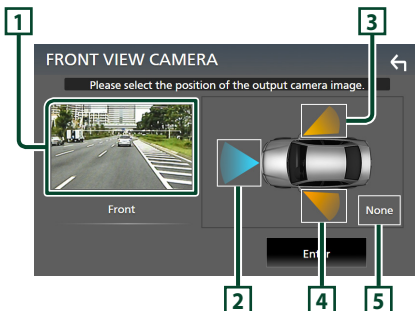 1
3
FRONT VIEW CAMERA
Please select the position of the output camera image.
Front
None
Enter
2
4
5